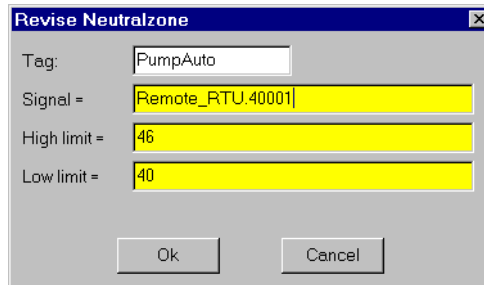 Revise Neutralzone
Tag: PumpAuto
Signal = Remote_RTU.40001
High limit = 46
Low limit = 40
Ok Cancel